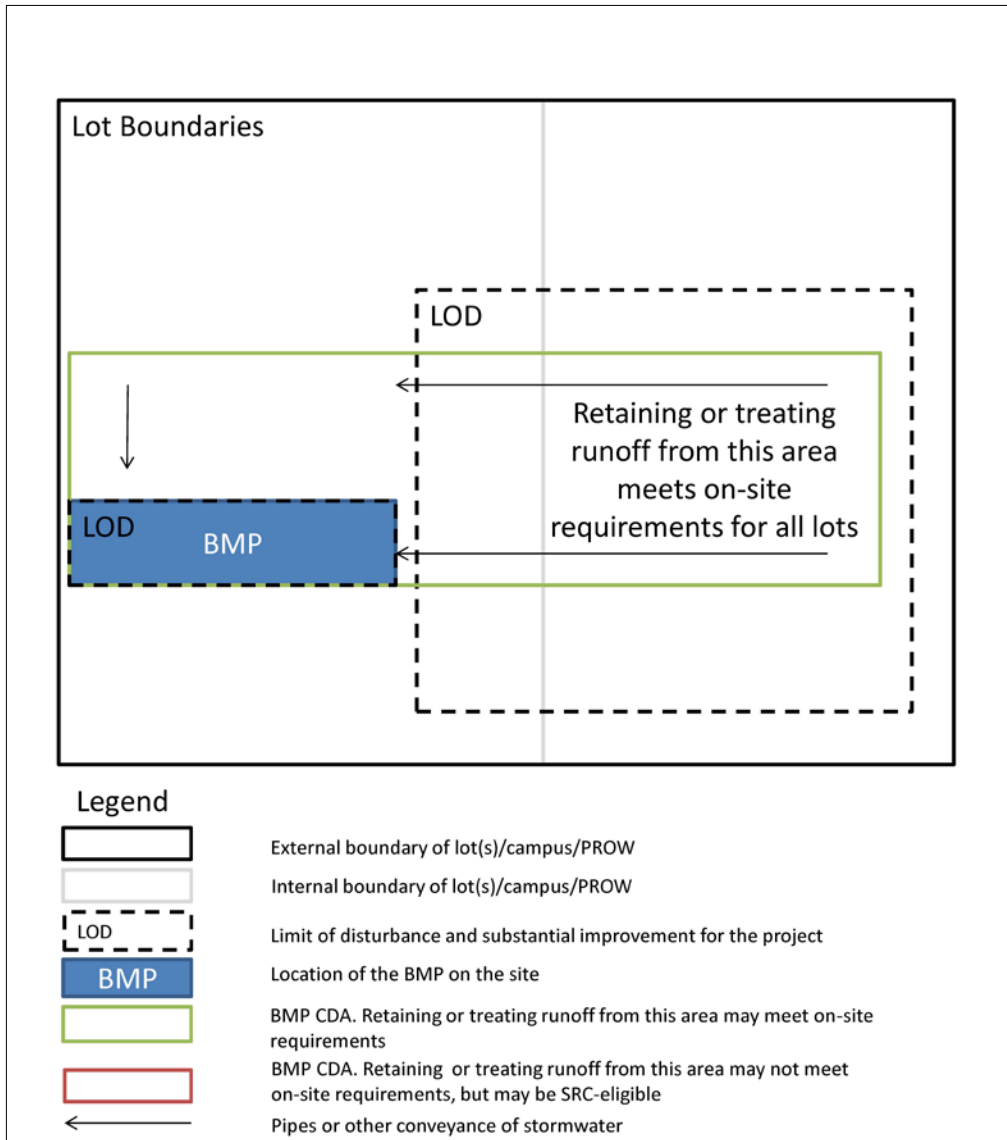 Lot Boundaries
LOD
Retaining or treating
runoff from this area
meets on-site
requirements for all lots
LOD
BMP
Legend
External boundary of lot(s)/campus/PROW
Internal boundary of lot(s)/campus/PROW
LOD
Limit of disturbance and substantial improvement for the project
BMP
Location of the BMP on the site
BMP CDA. Retaining or treating runoff from this area may meet on-site
requirements
BMP CDA. Retaining or treating runoff from this area may not meet
on-site requirements, but may be SRC-eligible
Pipes or other conveyance of stormwater